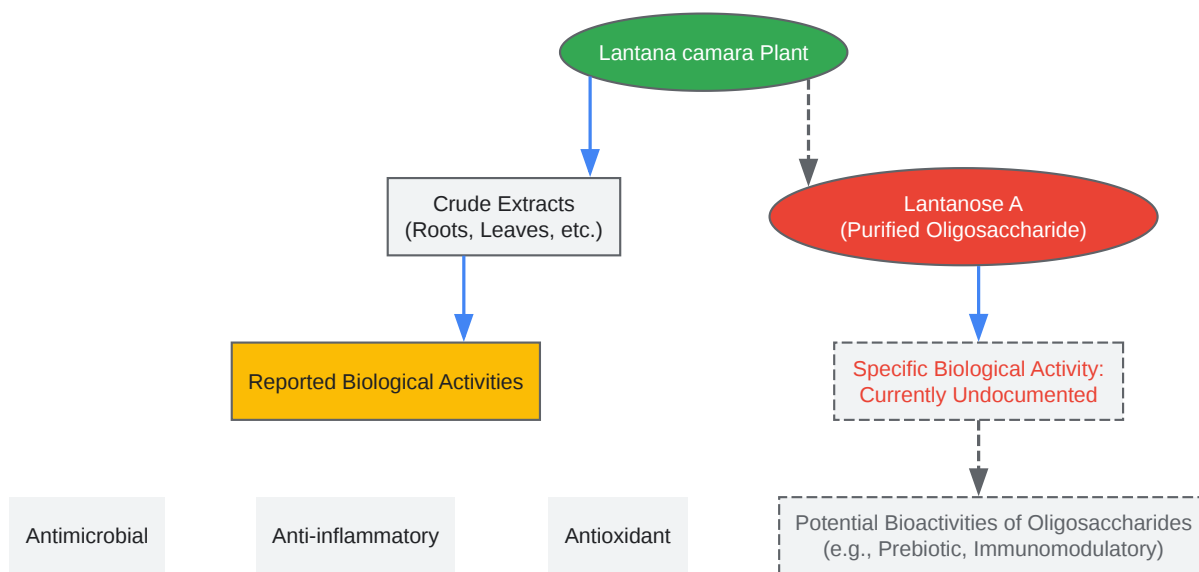 Lantana camara Plant
Crude Extracts
(Roots, Leaves, etc.)
Lantanose A
(Purified Oligosaccharide)
Reported Biological Activities
Specific Biological Activity:
Currently Undocumented
Antimicrobial
Anti-inflammatory
Antioxidant
Potential Bioactivities of Oligosaccharides
(e.g., Prebiotic, Immunomodulatory)